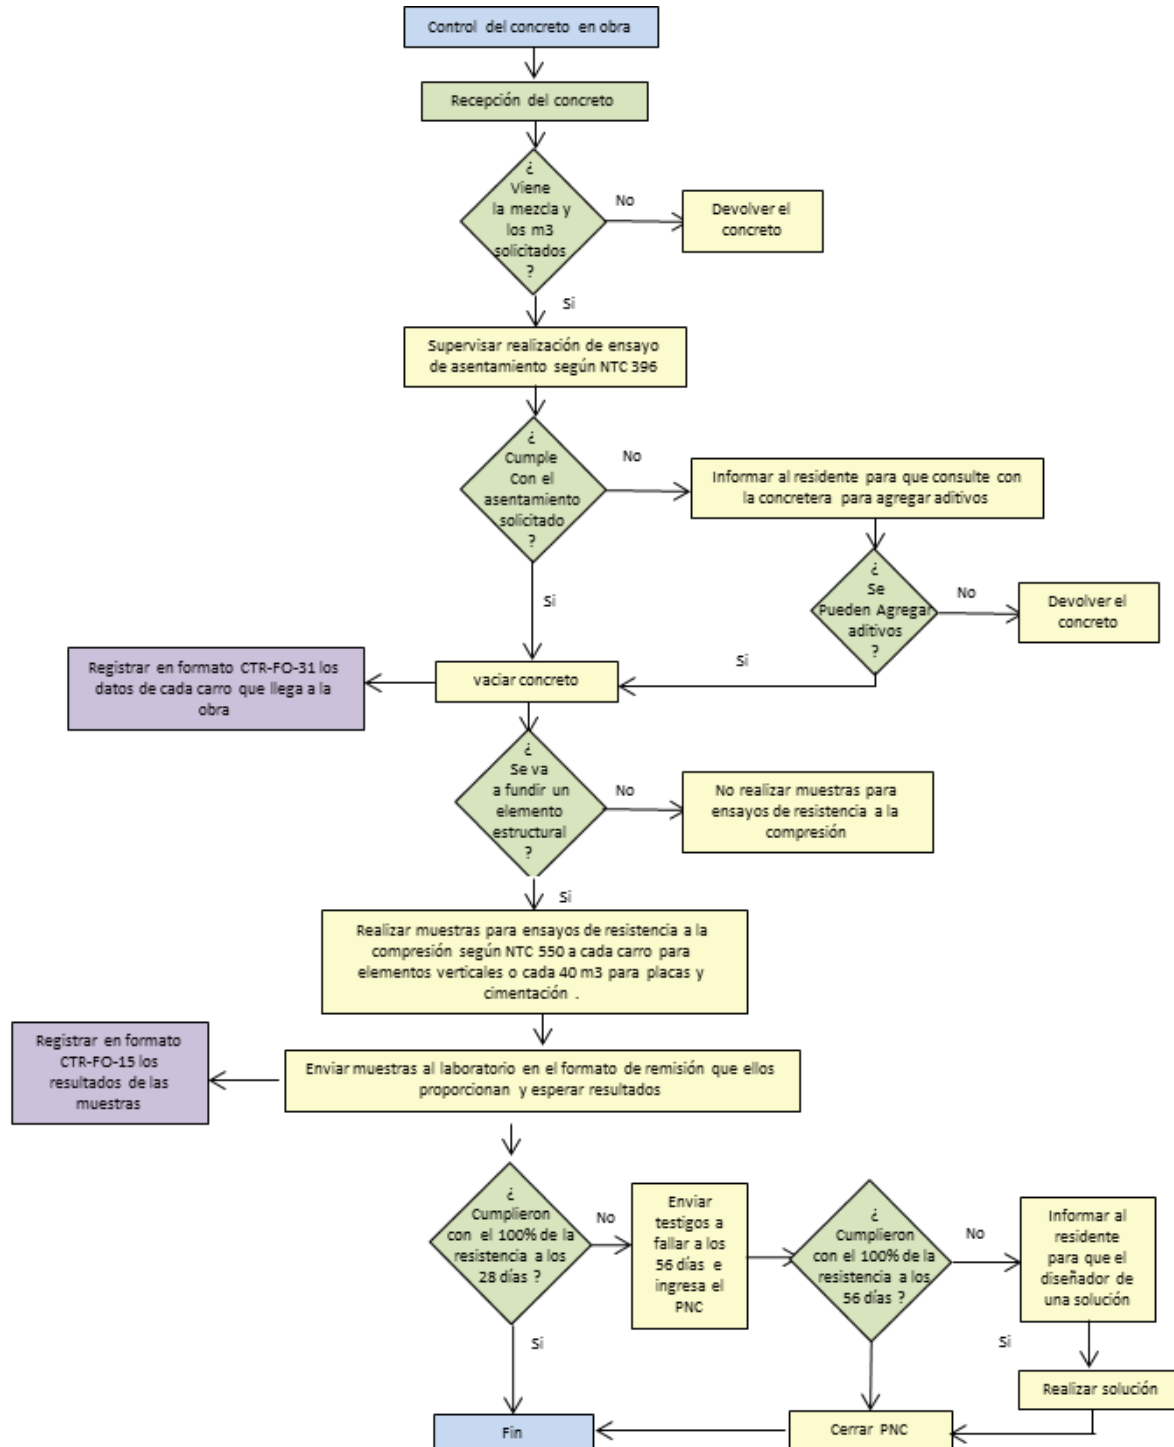 Control del concreto en obra
Recepción del concreto
¿
Viene
la mezcla y
los m3
solicitados
?
No
Devolver el
concreto
Si
Supervisar realización de ensayo
de asentamiento según NTC 396
¿
Cumple
Con el
asentamiento
solicitado
?
No
Informar al residente para que consulte con
la concretera para agregar aditivos
¿
Se
Pueden Agregar
aditivos
?
No
Devolver el
concreto
Si
Si
Registrar en formato CTR-FO-31 los
datos de cada carro que llega a la
obra
vaciar concreto
¿
Se va
a fundir un
elemento
estructural
?
No
No realizar muestras para
ensayos de resistencia a la
compresión
Si
Realizar muestras para ensayos de resistencia a la
compresión según NTC 550 a cada carro para
elementos verticales o cada 40 m3 para placas y
cimentación .
Registrar en formato
CTR-FO-15 los
resultados de las
muestras
Enviar muestras al laboratorio en el formato de remisión que ellos
proporcionan y esperar resultados
¿
Cumplieron
con el 100% de la
resistencia a los
28 días ?
No
Enviar
testigos a
fallar a los
56 días e
ingresa el
PNC
¿
Cumplieron
con el 100% de la
resistencia a los
56 días ?
No
Informar al
residente
para que el
diseñador de
una solución
Si
Si
Realizar solución
Fin
Cerrar PNC